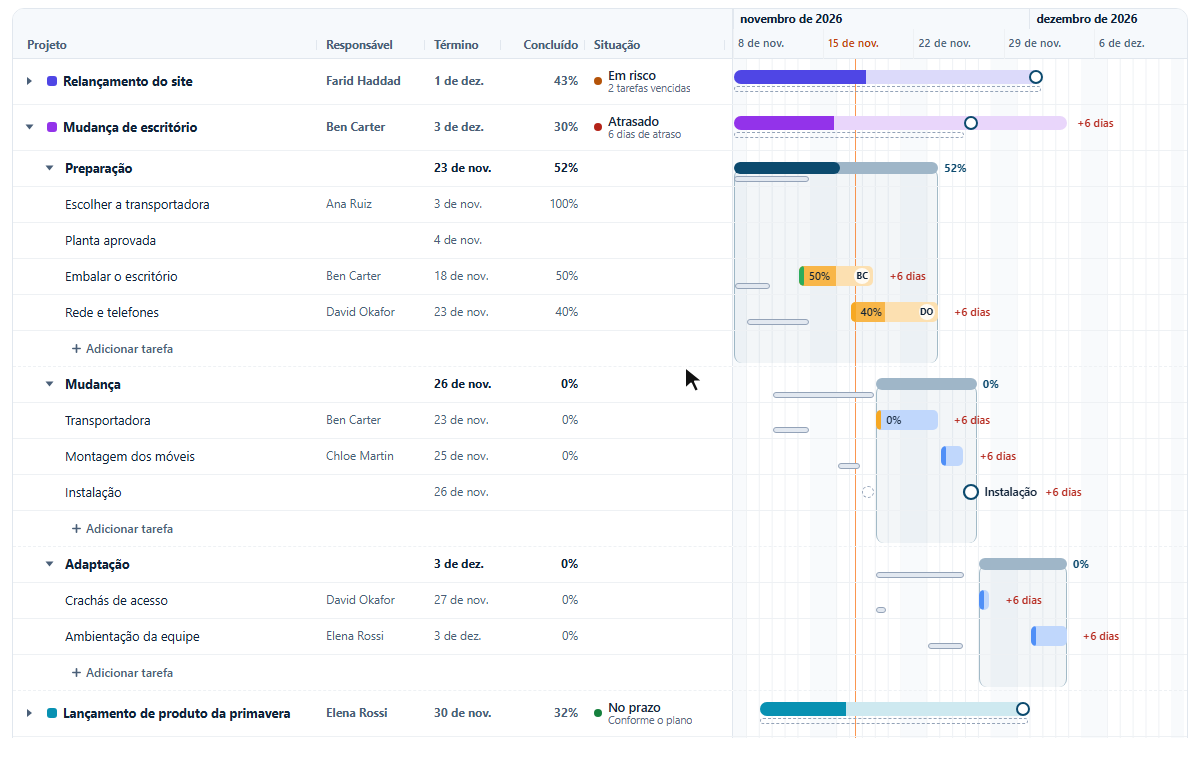 novembro de 2026 dezembro de 2026
Projeto Responsável Término Concluído Situação 8 de nov. 15 de nov. 22 de nov. 29 de nov. 6 de dez.
Relançamento do site Farid Haddad 1 de dez. 43% Em risco
2 tarefas vencidas
Mudança de escritório Ben Carter 3 de dez. 30% Atrasado +6 dias
6 dias de atraso
Preparação 23 de nov. 52% 52%
Escolher a transportadora Ana Ruiz 3 de nov. 100%
Planta aprovada 4 de nov.
Embalar o escritório Ben Carter 18 de nov. 50% 50% BC +6 dias
Rede e telefones David Okafor 23 de nov. 40% 40% DO +6 dias
+ Adicionar tarefa
Mudança 26 de nov. 0% 0%
Transportadora Ben Carter 23 de nov. 0% 0% +6 dias
Montagem dos móveis Chloe Martin 25 de nov. 0% +6 dias
Instalação 26 de nov. Instalação +6 dias
+ Adicionar tarefa
Adaptação 3 de dez. 0% 0%
Crachás de acesso David Okafor 27 de nov. 0% +6 dias
Ambientação da equipe Elena Rossi 3 de dez. 0% +6 dias
+ Adicionar tarefa
Lançamento de produto da primavera Elena Rossi 30 de nov. 32% No prazo
Conforme o plano